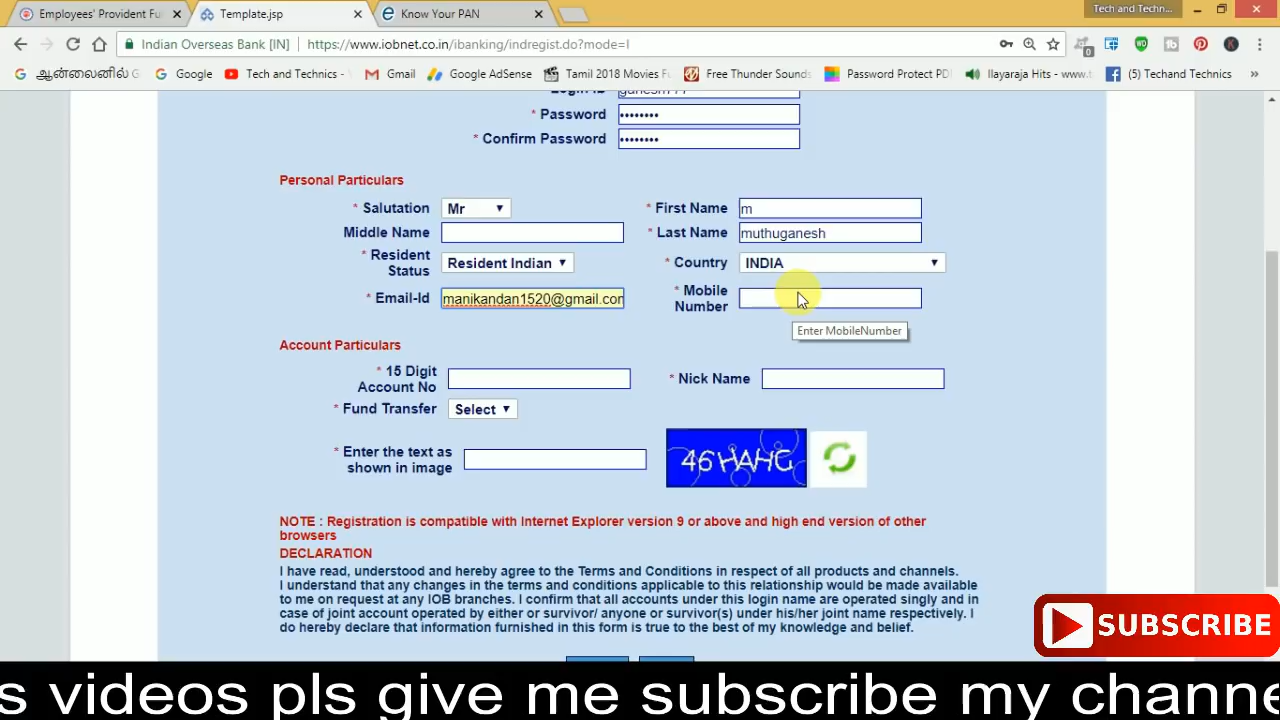 Employees' Provident Fu
Template.jsp
Know Your PAN
Tech and Techn...
Indian Overseas Bank [IN]
https://www.iobnet.co.in/ibanking/indregist.do?mode=I
0
ஆன்லைனில் G
Google
Tech and Technics -
Gmail
Google AdSense
Tamil 2018 Movies F
Free Thunder Sounds
Password Protect PD
Ilayaraja Hits - www.
(5) Techand Technics
»
* Password ••••••••
* Confirm Password ••••••••
Personal Particulars
* Salutation Mr
* First Name m
Middle Name
* Last Name muthuganesh
* Resident Status Resident Indian
* Country INDIA
* Email-Id manikandan1520@gmail.con
* Mobile Number
Enter MobileNumber
Account Particulars
* 15 Digit Account No
* Nick Name
* Fund Transfer Select
* Enter the text as shown in image
46HAHG
NOTE : Registration is compatible with Internet Explorer version 9 or above and high end version of other
browsers
DECLARATION
I have read, understood and hereby agree to the Terms and Conditions in respect of all products and channels.
I understand that any changes in the terms and conditions applicable to this relationship would be made available
to me on request at any IOB branches. I confirm that all accounts under this login name are operated singly and in
case of joint account operated by either or survivor/ anyone or survivor(s) under his/her joint name respectively. I
do hereby declare that information furnished in this form is true to the best of my knowledge and belief.
SUBSCRIBE
s videos pls give me subscribe my channe